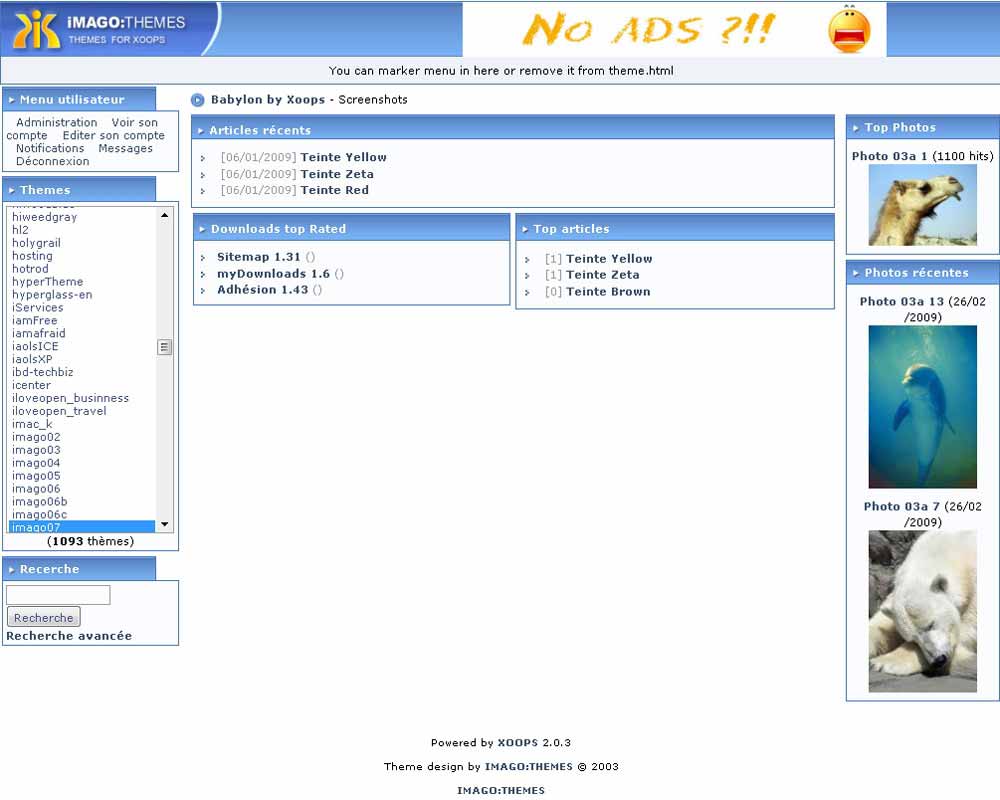 iMAGO:THEMES
THEMES FOR XOOPS
No ADS ?!!
You can marker menu in here or remove it from theme.html
Menu utilisateur
Administration Voir son
compte Editer son compte
Notifications Messages
Déconnexion
Themes
hiweedgray
hl2
holygrail
hosting
hotrod
hyperTheme
hyperglass-en
iServices
iamFree
iamafraid
iaolsICE
iaolsXP
ibd-techbiz
icenter
iloveopen_businness
iloveopen_travel
imac_k
imago02
imago03
imago04
imago05
imago06
imago06b
imago06c
imago07
(1093 thèmes)
Recerche
Recherche
Recherche avancée
Babylon by Xoops - Screenshots
Articles récents
[06/01/2009] Teinte Yellow
[06/01/2009] Teinte Zeta
[06/01/2009] Teinte Red
Downloads top Rated
Sitemap 1.31 ()
myDownloads 1.6 ()
Adhésion 1.43 ()
Top articles
[1] Teinte Yellow
[1] Teinte Zeta
[0] Teinte Brown
Top Photos
Photo 03a 1 (1100 hits)
Photos récentes
Photo 03a 13 (26/02
/2009)
Photo 03a 7 (26/02
/2009)
Powered by XOOPS 2.0.3
Theme design by IMAGO:THEMES © 2003
IMAGO:THEMES